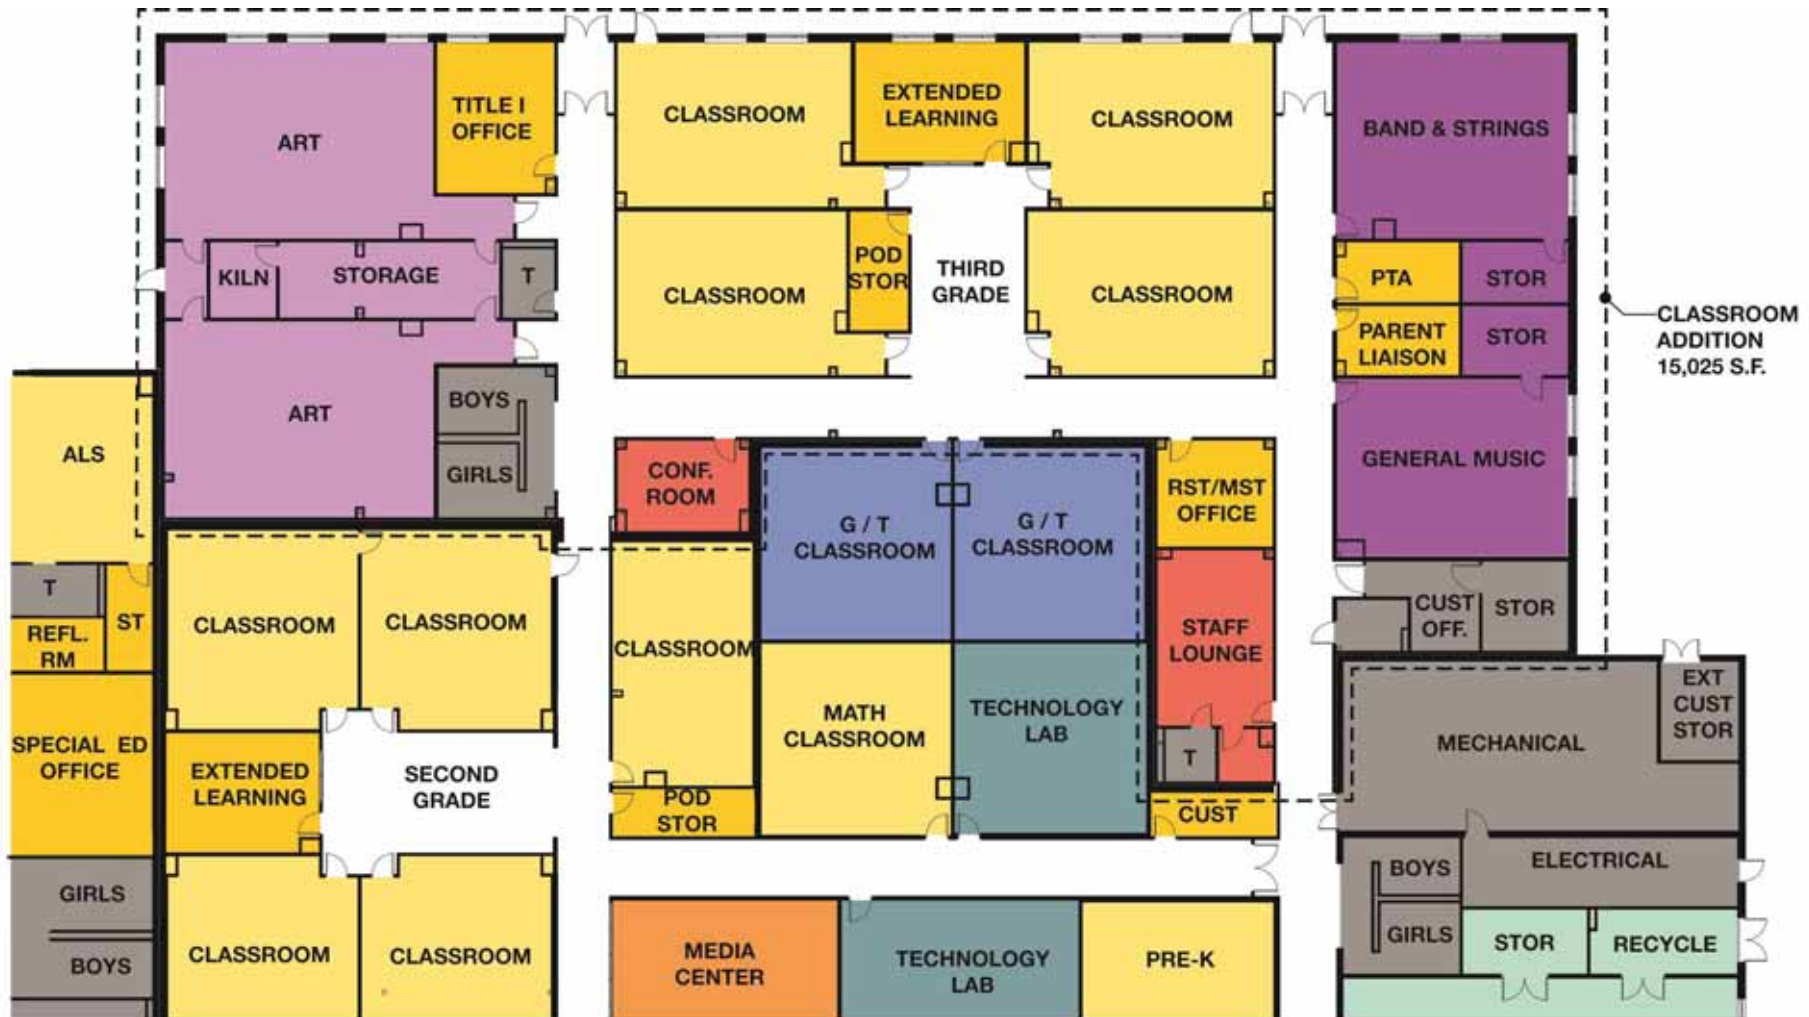 ART
TITLE I
OFFICE
CLASSROOM
EXTENDED
LEARNING
CLASSROOM
BAND & STRINGS
KILN
STORAGE
T
CLASSROOM
POD
STOR
THIRD
GRADE
CLASSROOM
PTA
STOR
PARENT
LIAISON
STOR
CLASSROOM
ADDITION
15,025 S.F.
ALS
ART
BOYS
GIRLS
CONF.
ROOM
G / T
CLASSROOM
G / T
CLASSROOM
RST/MST
OFFICE
GENERAL MUSIC
T
REFL.
RM
ST
CLASSROOM
CLASSROOM
CLASSROOM
STAFF
LOUNGE
CUST
OFF.
STOR
SPECIAL ED
OFFICE
EXTENDED
LEARNING
SECOND
GRADE
POD
STOR
MATH
CLASSROOM
TECHNOLOGY
LAB
T
CUST
MECHANICAL
EXT
CUST
STOR
GIRLS
BOYS
CLASSROOM
CLASSROOM
MEDIA
CENTER
TECHNOLOGY
LAB
PRE-K
BOYS
GIRLS
ELECTRICAL
STOR
RECYCLE